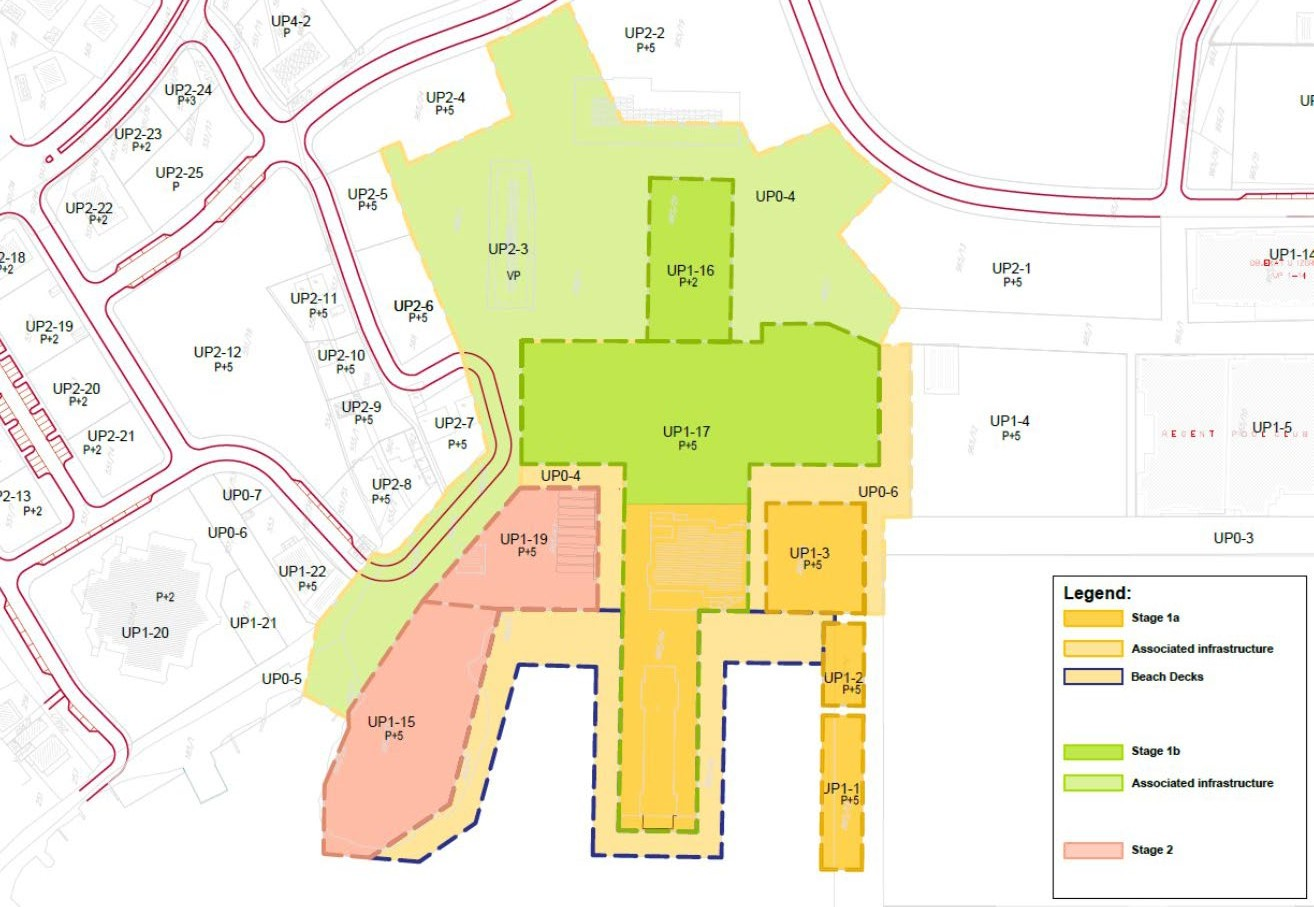 UP4-2
P
UP2-2
P+5
UP2-24
P+3
UP2-4
P+5
UP2-23
P+2
UP2-25
P
UP2-22
P+2
UP2-5
P+5
UP0-4
2-18
P+2
UP2-3
VP
UP1-16
P+2
UP2-1
P+5
UP1-14
UP2-11
P+5
UP2-6
P+5
UP2-19
P+2
UP2-12
P+5
UP2-10
P+5
UP2-20
P+2
UP2-9
P+5
UP2-7
P+5
UP1-17
P+5
UP1-4
P+5
REGENT POOL CLUB
UP1-5
UP2-21
P+2
UP2-8
P+5
UP0-4
UP0-6
2-13
P+2
UP0-7
UP0-6
UP1-19
P+5
UP1-3
P+5
UP0-3
UP1-22
P+5
P+2
UP1-20
UP1-21
UP0-5
UP1-2
P+5
UP1-15
P+5
UP1-1
P+5
Legend:
Stage 1a
Associated infrastructure
Beach Decks
Stage 1b
Associated infrastructure
Stage 2